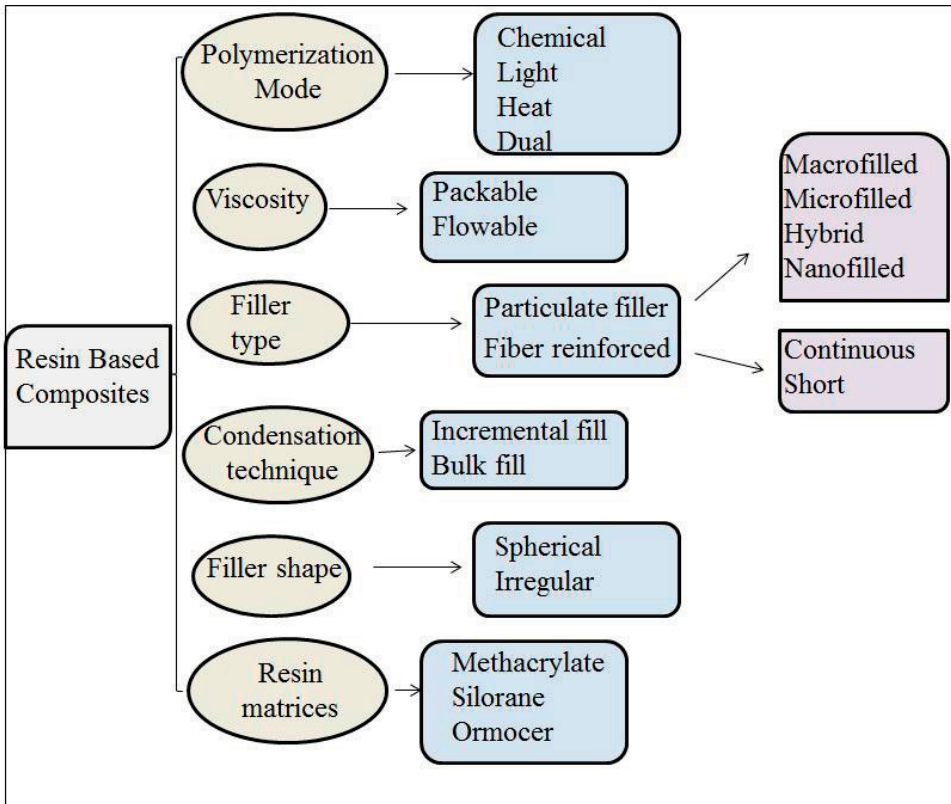 Resin Based
Composites
Polymerization
Mode
Chemical
Light
Heat
Dual
Viscosity
Packable
Flowable
Filler
type
Particulate filler
Fiber reinforced
Macrofilled
Microfilled
Hybrid
Nanofilled
Continuous
Short
Condensation
technique
Incremental fill
Bulk fill
Filler shape
Spherical
Irregular
Resin
matrices
Methacrylate
Silorane
Ormocer